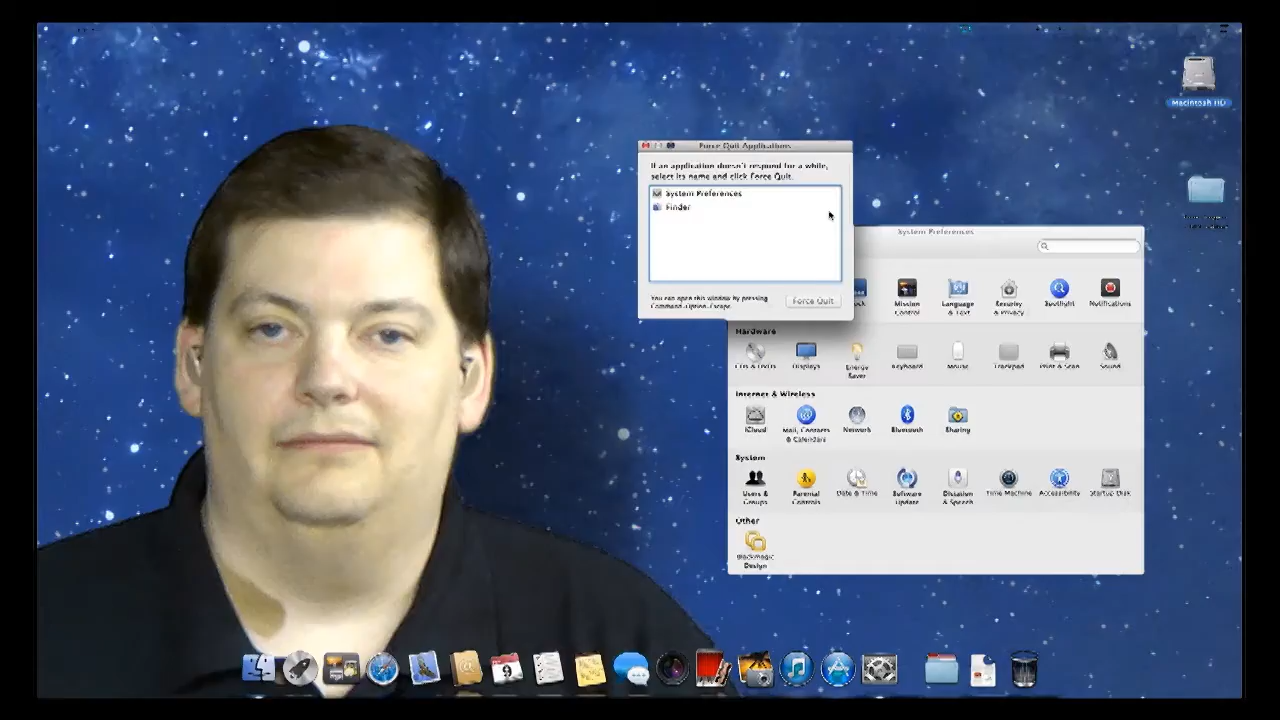 Macintosh HD
Force Quit Applications
If an application doesn't respond for a while,
select its name and click Force Quit.
System Preferences
Finder
You can open this window by pressing
Command-Option-Escape.
Force Quit
System Preferences
Mission Control
Language & Text
Security & Privacy
Spotlight
Notifications
Hardware
CDs & DVDs
Displays
Energy Saver
Keyboard
Mouse
Trackpad
Print & Scan
Sound
Internet & Wireless
iCloud
Mail, Contacts & Calendars
Network
Bluetooth
Sharing
System
Users & Groups
Parental Controls
Date & Time
Software Update
Dictation & Speech
Time Machine
Accessibility
Startup Disk
Other
Blackmagic Design